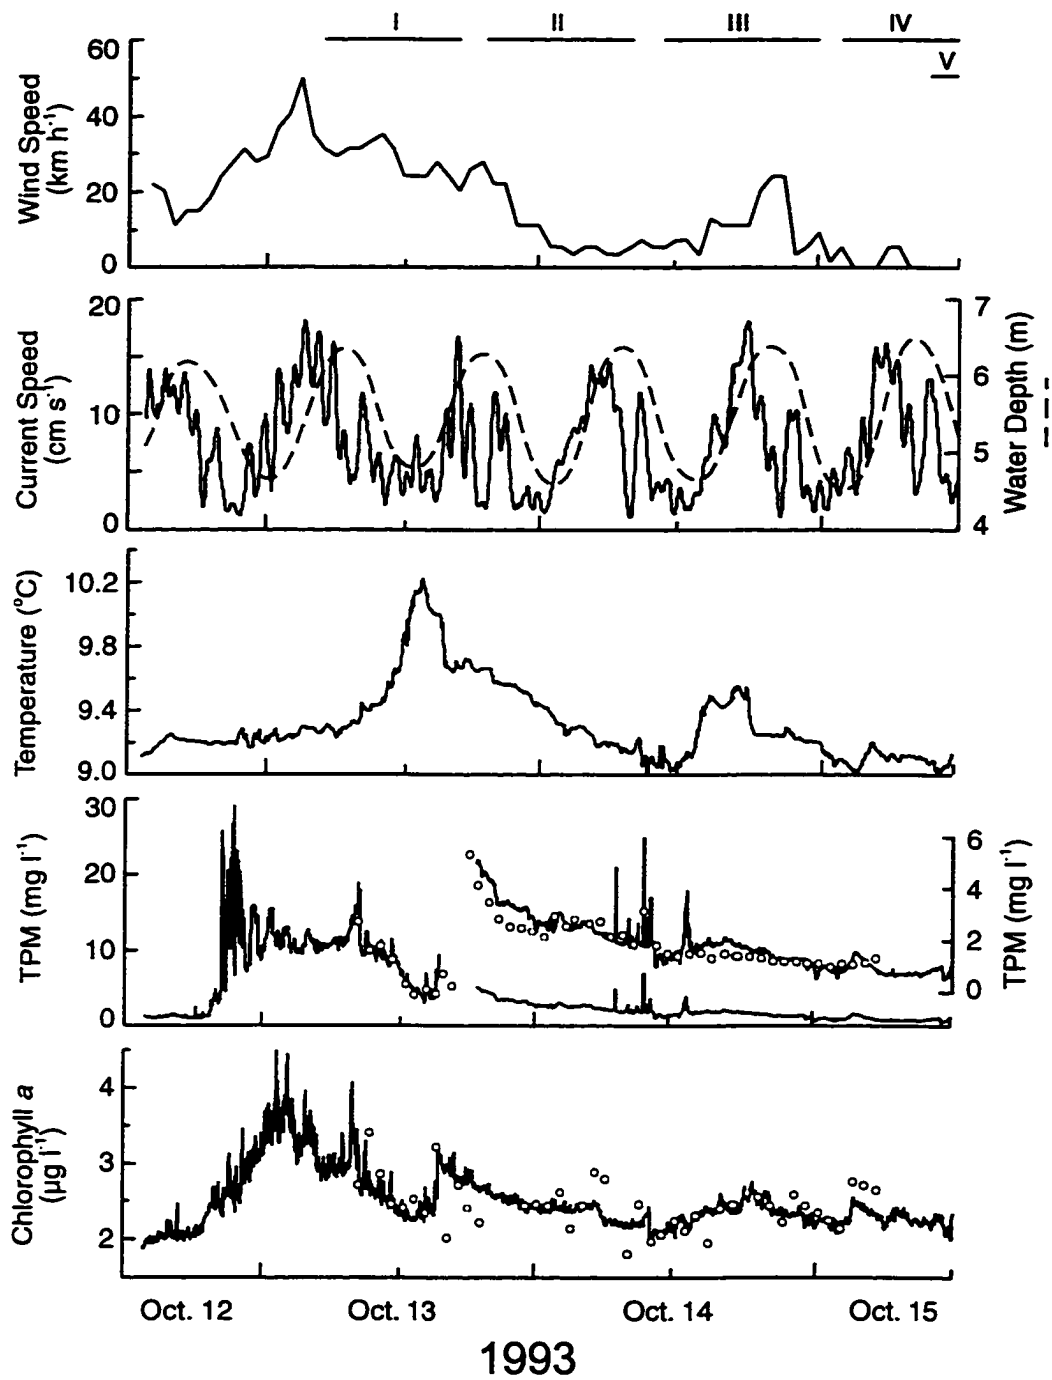 I II III IV
V
60
40
20
0
Wind Speed
(km h⁻¹)
20
10
0
Current Speed
(cm s⁻¹)
7
6
5
4
Water Depth (m)
10.2
9.8
9.4
9.0
Temperature (°C)
30
20
10
0
TPM (mg l⁻¹)
6
4
2
0
TPM (mg l⁻¹)
4
3
2
Chlorophyll a
(µg l⁻¹)
Oct. 12 Oct. 13 Oct. 14 Oct. 15
1993